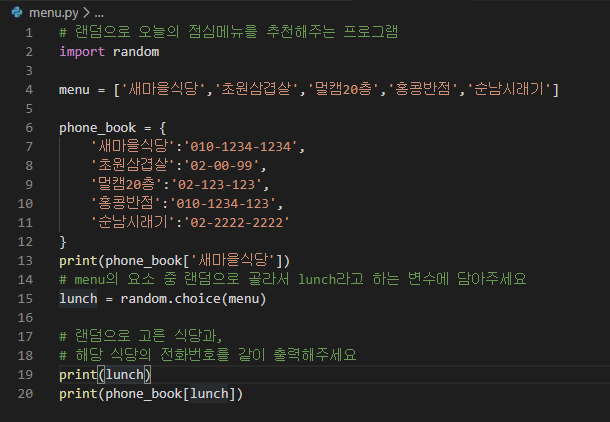 menu.py > ...
1 # 랜덤으로 오늘의 점심메뉴를 추천해주는 프로그램
2 import random
3
4 menu = ['새마을식당','초원삼겹살','멀캠20층','홍콩반점','순남시래기']
5
6 phone_book = {
7     '새마을식당':'010-1234-1234',
8     '초원삼겹살':'02-00-99',
9     '멀캠20층':'02-123-123',
10     '홍콩반점':'010-1234-123',
11     '순남시래기':'02-2222-2222'
12 }
13 print(phone_book['새마을식당'])
14 # menu의 요소 중 랜덤으로 골라서 lunch라고 하는 변수에 담아주세요
15 lunch = random.choice(menu)
16
17 # 랜덤으로 고른 식당과,
18 # 해당 식당의 전화번호를 같이 출력해주세요
19 print(lunch)
20 print(phone_book[lunch])